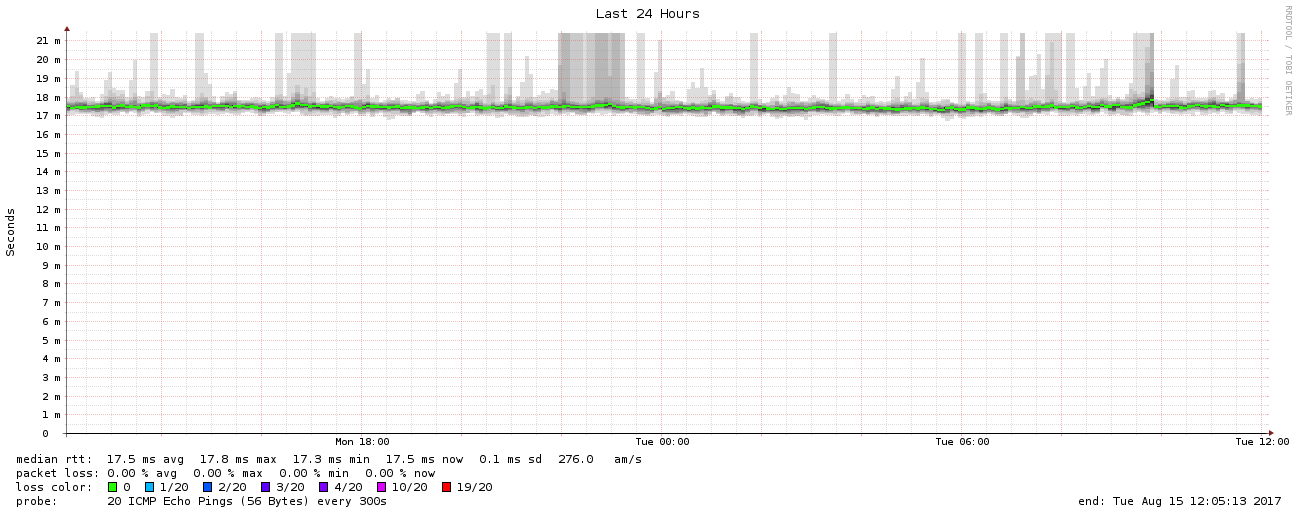 Last 24 Hours
RRDTOOL / TOBI OETIKER
Seconds
21 m
20 m
19 m
18 m
17 m
16 m
15 m
14 m
13 m
12 m
11 m
10 m
9 m
8 m
7 m
6 m
5 m
4 m
3 m
2 m
1 m
0
Mon 18:00 Tue 00:00 Tue 06:00 Tue 12:00
median rtt: 17.5 ms avg 17.8 ms max 17.3 ms min 17.5 ms now 0.1 ms sd 276.0 am/s
packet loss: 0.00 % avg 0.00 % max 0.00 % min 0.00 % now
loss color: 0 1/20 2/20 3/20 4/20 10/20 19/20
probe: 20 ICMP Echo Pings (56 Bytes) every 300s end: Tue Aug 15 12:05:13 2017